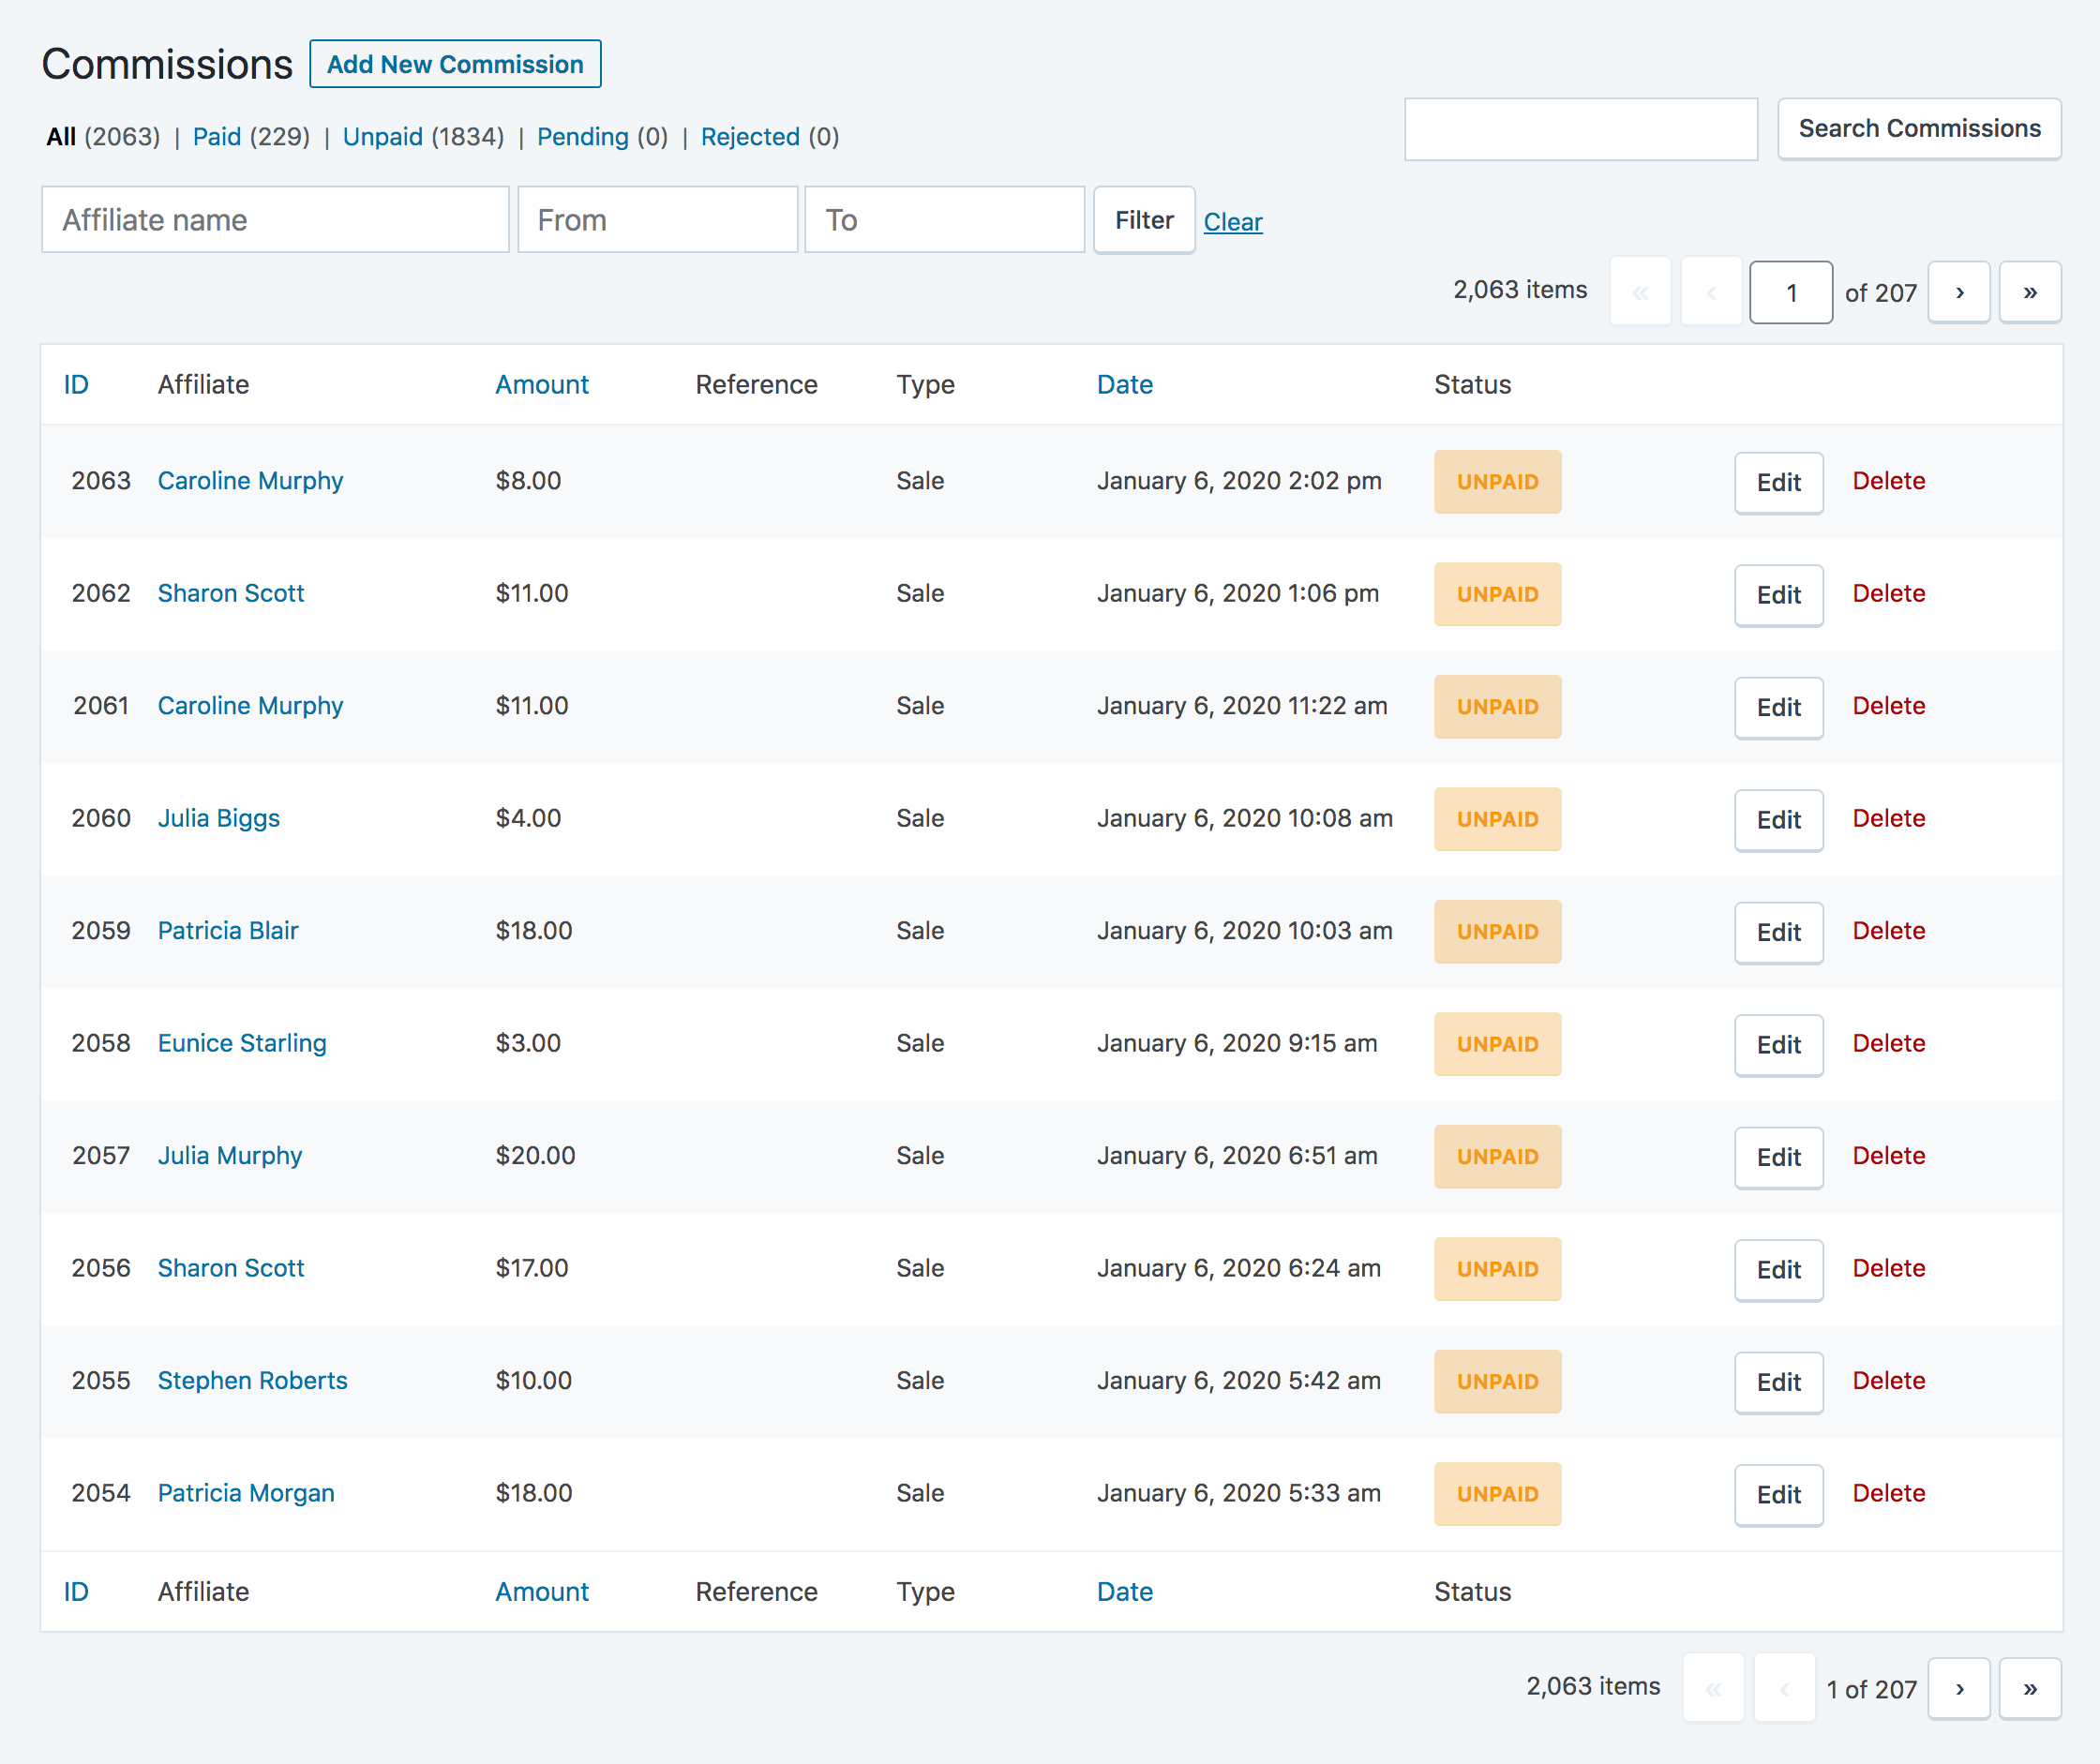 Commissions Add New Commission
All (2063) | Paid (229) | Unpaid (1834) | Pending (0) | Rejected (0)
Search Commissions
Affiliate name From To Filter Clear
2,063 items « ‹ 1 of 207 › »
ID Affiliate Amount Reference Type Date Status
2063 Caroline Murphy $8.00 Sale January 6, 2020 2:02 pm UNPAID Edit Delete
2062 Sharon Scott $11.00 Sale January 6, 2020 1:06 pm UNPAID Edit Delete
2061 Caroline Murphy $11.00 Sale January 6, 2020 11:22 am UNPAID Edit Delete
2060 Julia Biggs $4.00 Sale January 6, 2020 10:08 am UNPAID Edit Delete
2059 Patricia Blair $18.00 Sale January 6, 2020 10:03 am UNPAID Edit Delete
2058 Eunice Starling $3.00 Sale January 6, 2020 9:15 am UNPAID Edit Delete
2057 Julia Murphy $20.00 Sale January 6, 2020 6:51 am UNPAID Edit Delete
2056 Sharon Scott $17.00 Sale January 6, 2020 6:24 am UNPAID Edit Delete
2055 Stephen Roberts $10.00 Sale January 6, 2020 5:42 am UNPAID Edit Delete
2054 Patricia Morgan $18.00 Sale January 6, 2020 5:33 am UNPAID Edit Delete
ID Affiliate Amount Reference Type Date Status
2,063 items « ‹ 1 of 207 › »